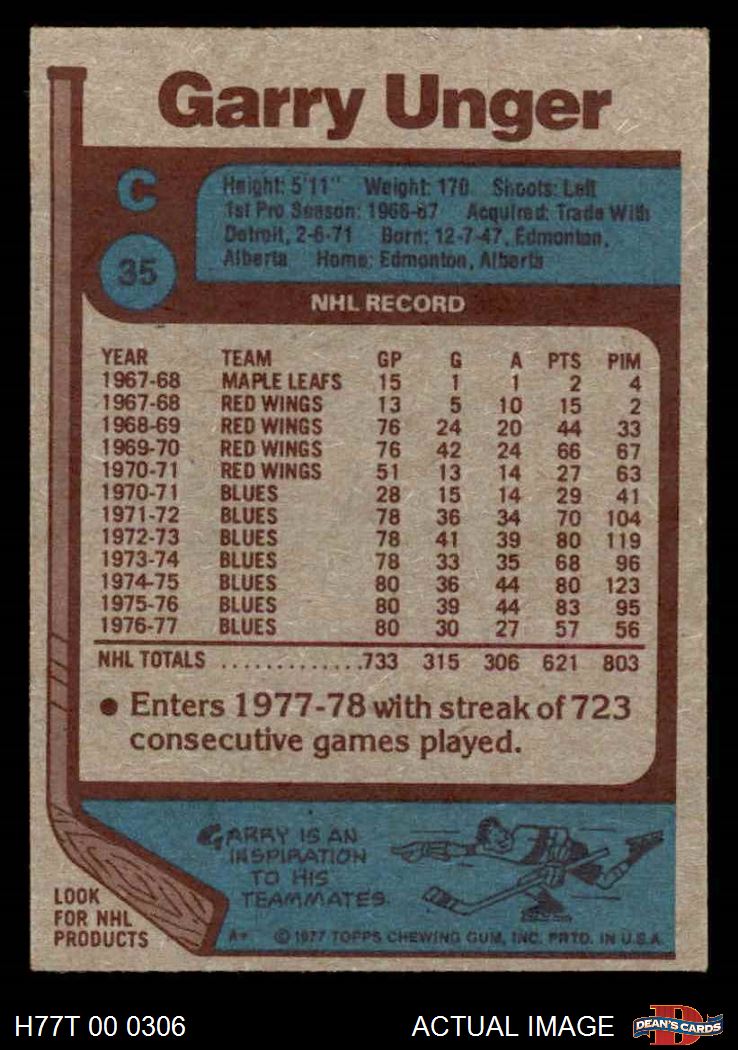 Garry Unger
C
Height: 5'11" Weight: 170 Shoots: Left
1st Pro Season: 1966-67 Acquired: Trade With
Detroit, 2-6-71 Born: 12-7-47, Edmonton,
Alberta Home: Edmonton, Alberta
35
NHL RECORD
YEAR TEAM GP G A PTS PIM
1967-68 MAPLE LEAFS 15 1 1 2 4
1967-68 RED WINGS 13 5 10 15 2
1968-69 RED WINGS 76 24 20 44 33
1969-70 RED WINGS 76 42 24 66 67
1970-71 RED WINGS 51 13 14 27 63
1970-71 BLUES 28 15 14 29 41
1971-72 BLUES 78 36 34 70 104
1972-73 BLUES 78 41 39 80 119
1973-74 BLUES 78 33 35 68 96
1974-75 BLUES 80 36 44 80 123
1975-76 BLUES 80 39 44 83 95
1976-77 BLUES 80 30 27 57 56
NHL TOTALS .............733 315 306 621 803
● Enters 1977-78 with streak of 723
consecutive games played.
GARRY IS AN
INSPIRATION
TO HIS
TEAMMATES.
LOOK
FOR NHL
PRODUCTS
A* © 1977 TOPPS CHEWING GUM, INC. PRTD. IN U.S.A.
H77T 00 0306 ACTUAL IMAGE DEAN'S CARDS